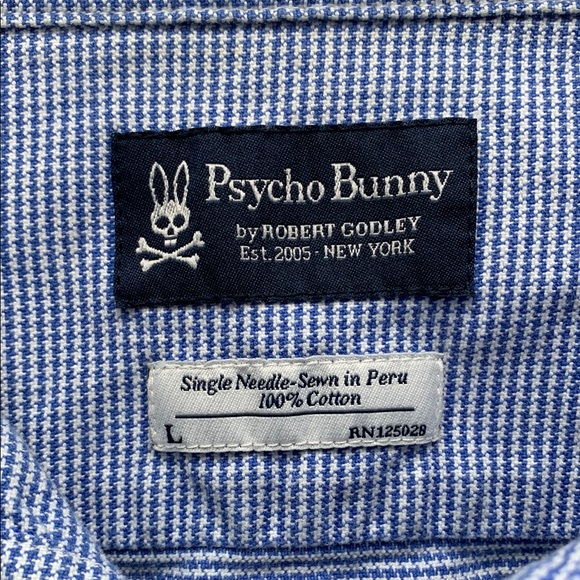 Psycho Bunny
by ROBERT GODLEY
Est. 2005 - NEW YORK
Single Needle-Sewn in Peru
100% Cotton
L RN125028